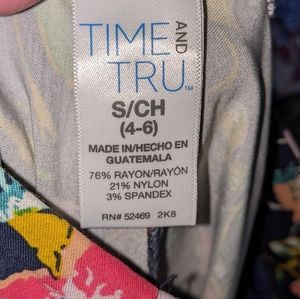 TIME AND
TRU™
S/CH
(4-6)
MADE IN/HECHO EN
GUATEMALA
76% RAYON/RAYÓN
21% NYLON
3% SPANDEX
RN# 52469 2K8